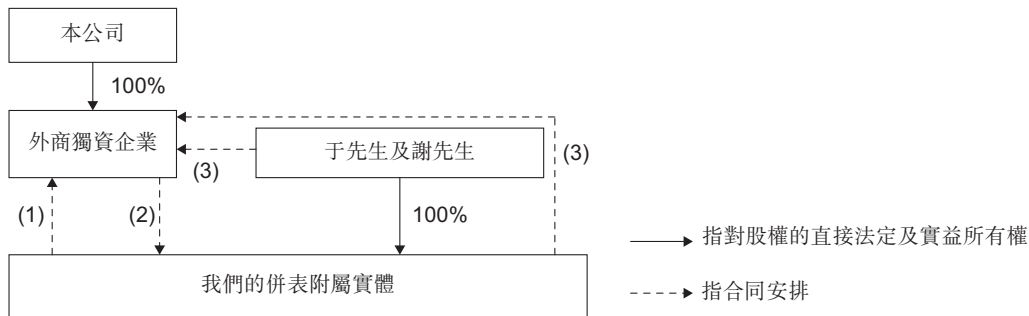 本公司
100%
外商獨資企業
于先生及謝先生
(3)
(3)
(1)
(2)
100%
指對股權的直接法定及實益所有權
我們的併表附屬實體
指合同安排